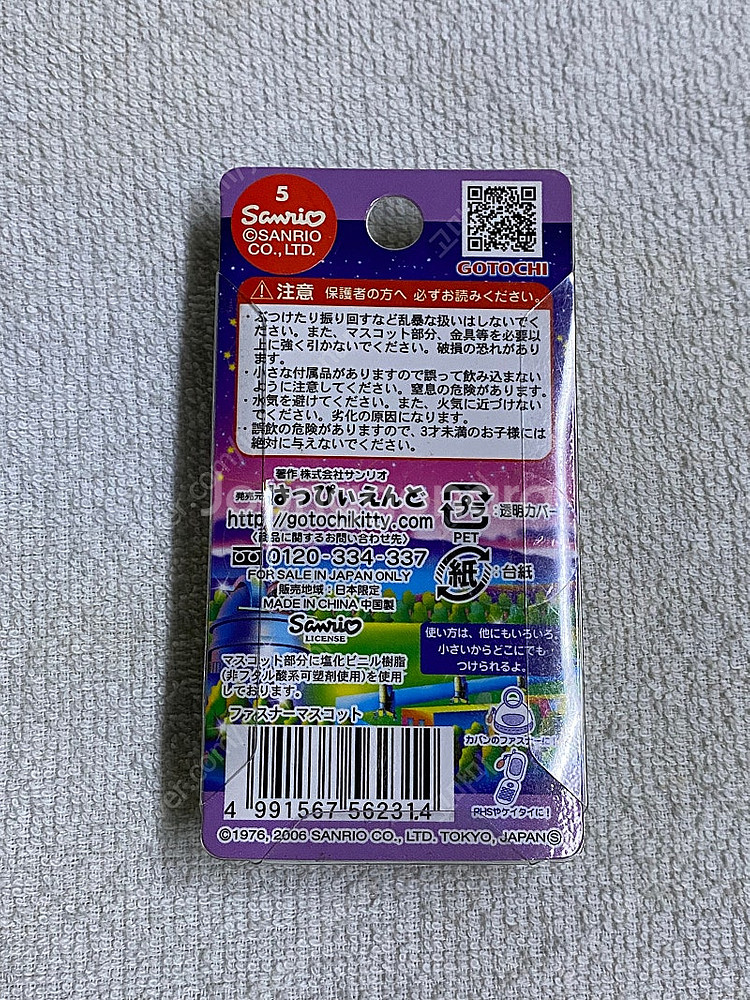 5
Sanrio
©SANRIO
CO., LTD.
GOTOCHI
注意 保護者の方へ 必ずお読みください。
・ぶつけたり振り回すなど乱暴な扱いはしないでく
ださい。また、マスコット部分、金具等を必要以
上に強く引かないでください。破損の恐れがあり
ます。
・小さな付属品がありますので誤って飲み込まない
ように注意してください。窒息の危険があります。
・水気を避けてください。また、火気に近づけない
でください。劣化の原因になります。
・誤飲の危険がありますので、3才未満のお子様には
絶対に与えないでください。
著作 株式会社サンリオ
発売元 はっぴぃえんど
http://gotochikitty.com
〈商品に関するお問い合わせ先〉
0120-334-337
FOR SALE IN JAPAN ONLY
販売地域：日本限定
MADE IN CHINA 中国製
Sanrio
LICENSE
プラ：透明カバー
PET
紙：台紙
マスコット部分に塩化ビニル樹脂
(非フタル酸系可塑剤使用)を使用
しております。
ファスナーマスコット
使い方は、他にもいろいろ。
小さいからどこにでも
つけられるよ。
カバンのファスナーに！
PHSやケイタイに！
4 991567 562314
©1976, 2006 SANRIO CO., LTD. TOKYO, JAPAN Ⓢ